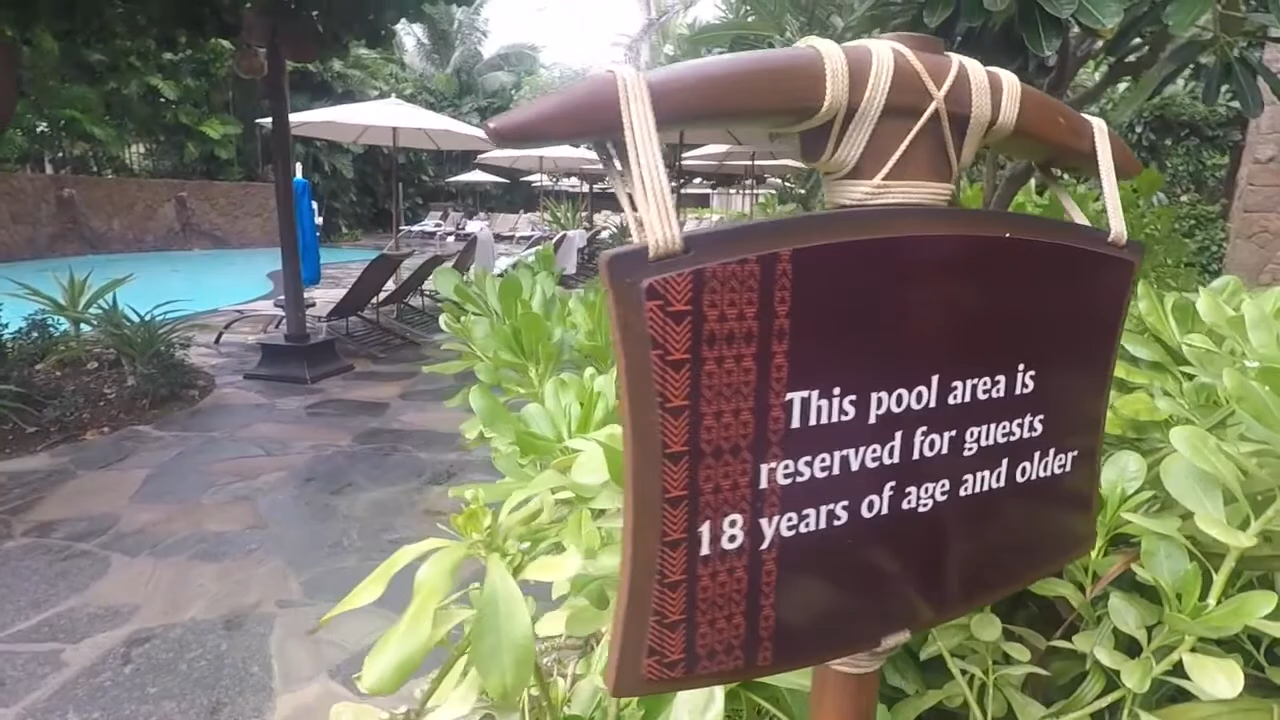 This pool area is
reserved for guests
18 years of age and older